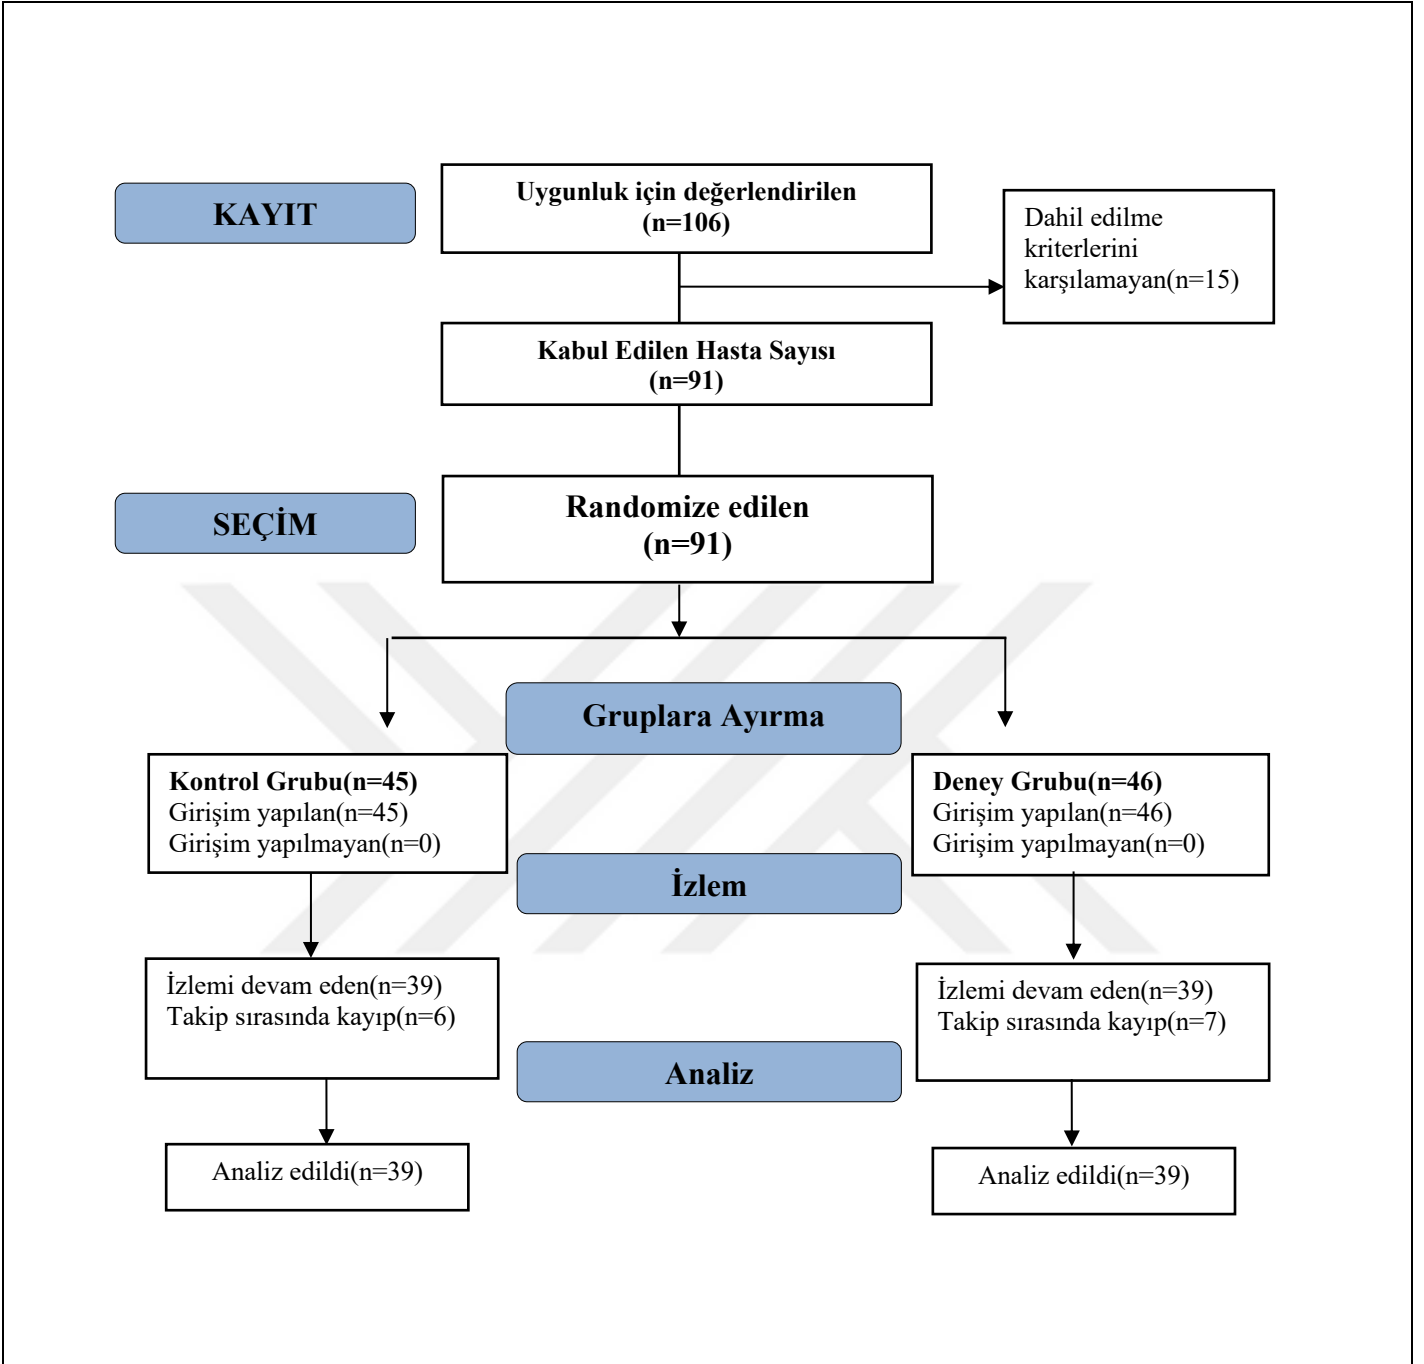 KAYIT
Uygunluk için değerlendirilen
(n=106)
Dahil edilme
kriterlerini
karşılamayan(n=15)
Kabul Edilen Hasta Sayısı
(n=91)
SEÇİM
Randomize edilen
(n=91)
Gruplara Ayırma
Kontrol Grubu(n=45)
Girişim yapılan(n=45)
Girişim yapılmayan(n=0)
Deney Grubu(n=46)
Girişim yapılan(n=46)
Girişim yapılmayan(n=0)
İzlem
İzlemi devam eden(n=39)
Takip sırasında kayıp(n=6)
İzlemi devam eden(n=39)
Takip sırasında kayıp(n=7)
Analiz
Analiz edildi(n=39)
Analiz edildi(n=39)